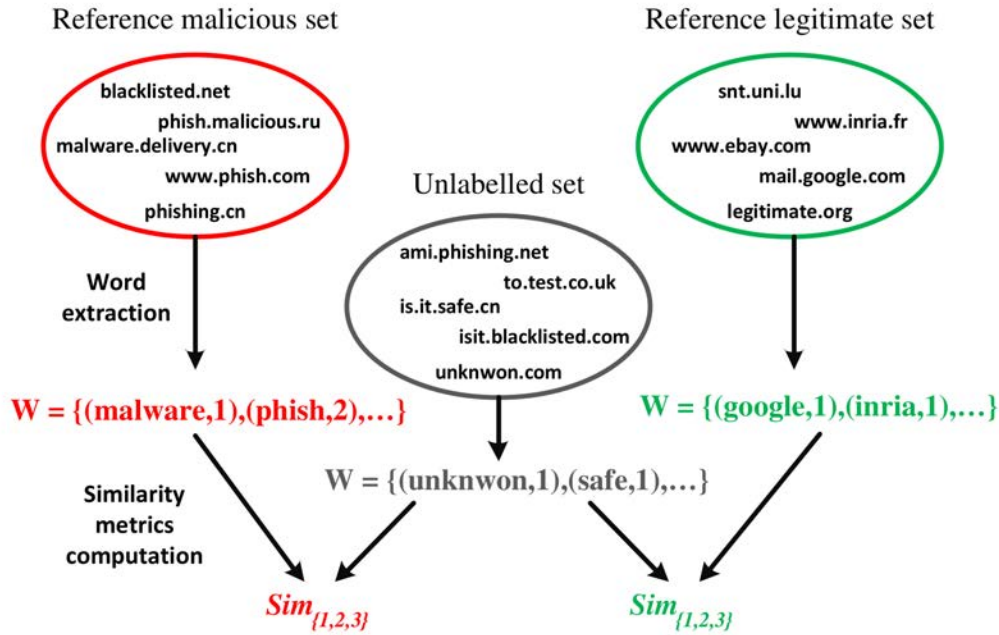 Reference malicious set
blacklisted.net
phish.malicious.ru
malware.delivery.cn
www.phish.com
phishing.cn
Reference legitimate set
snt.uni.lu
www.inria.fr
www.ebay.com
mail.google.com
legitimate.org
Unlabelled set
ami.phishing.net
to.test.co.uk
is.it.safe.cn
isit.blacklisted.com
unknwon.com
Word
extraction
W = {(malware,1),(phish,2),…}
W = {(google,1),(inria,1),…}
W = {(unknwon,1),(safe,1),…}
Similarity
metrics
computation
Sim{1,2,3}
Sim{1,2,3}